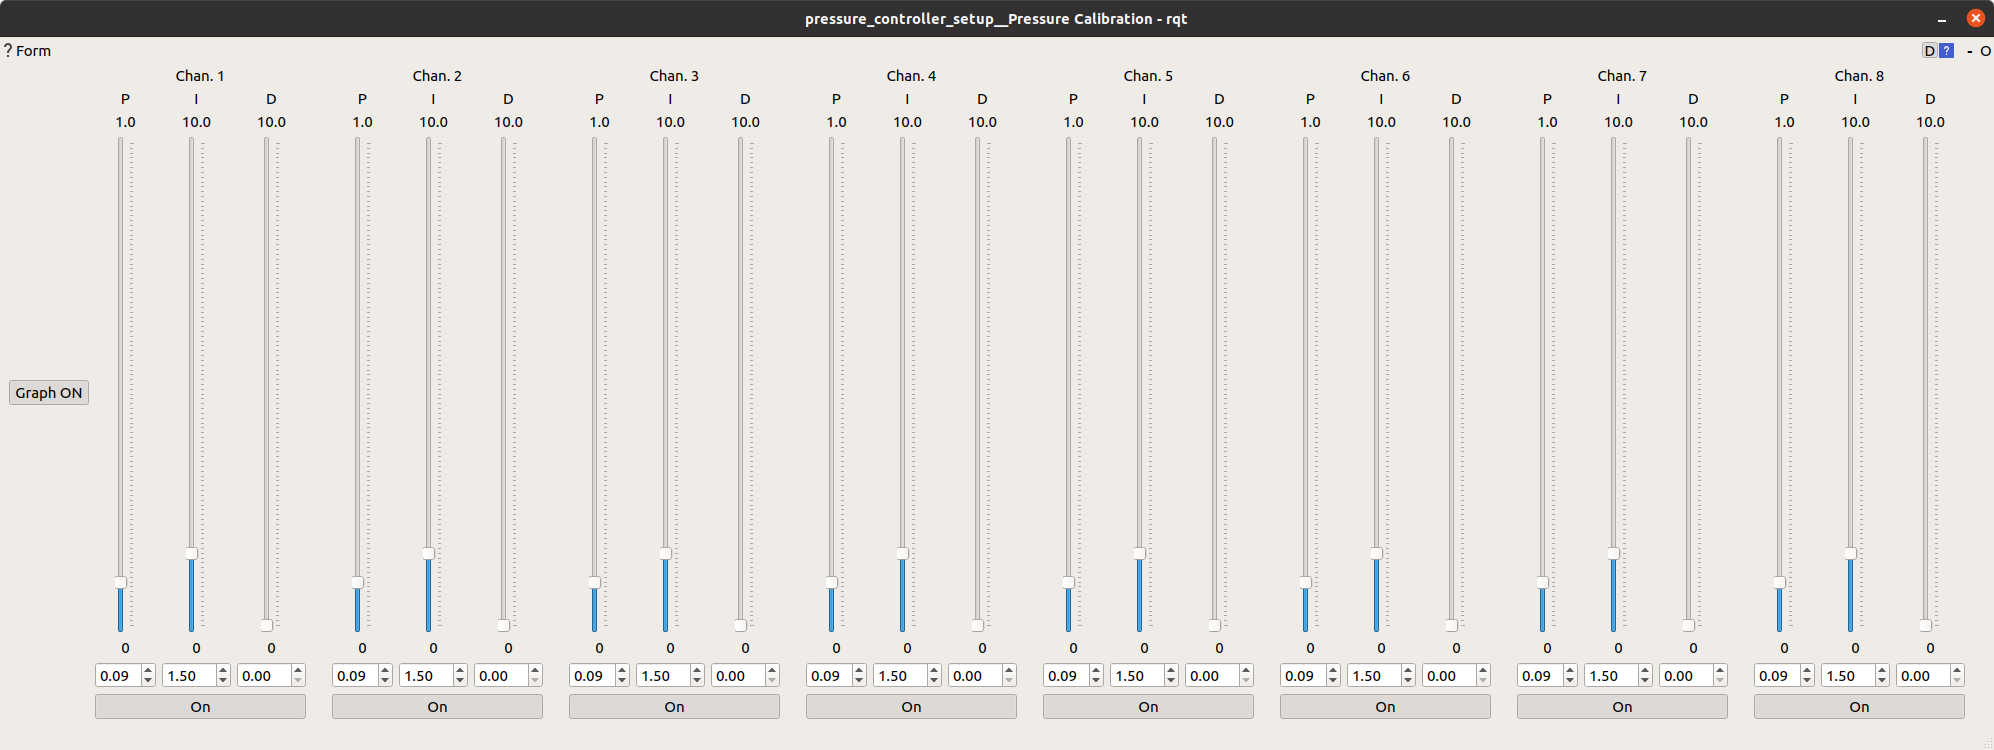 pressure_controller_setup__Pressure Calibration - rqt
? Form D ? - O
Chan. 1 Chan. 2 Chan. 3 Chan. 4 Chan. 5 Chan. 6 Chan. 7 Chan. 8
P I D P I D P I D P I D P I D P I D P I D P I D
1.0 10.0 10.0 1.0 10.0 10.0 1.0 10.0 10.0 1.0 10.0 10.0 1.0 10.0 10.0 1.0 10.0 10.0 1.0 10.0 10.0 1.0 10.0 10.0
Graph ON
0 0 0 0 0 0 0 0 0 0 0 0 0 0 0 0 0 0 0 0 0 0 0 0
0.09 1.50 0.00 0.09 1.50 0.00 0.09 1.50 0.00 0.09 1.50 0.00 0.09 1.50 0.00 0.09 1.50 0.00 0.09 1.50 0.00 0.09 1.50 0.00
On On On On On On On On